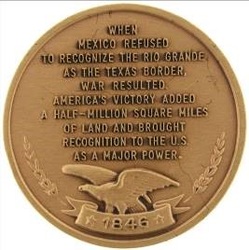 WHEN
MEXICO REFUSED
TO RECOGNIZE THE RIO GRANDE
AS THE TEXAS BORDER,
WAR RESULTED.
AMERICA'S VICTORY ADDED
A HALF-MILLION SQUARE MILES
OF LAND AND BROUGHT
RECOGNITION TO THE U.S.
AS A MAJOR POWER.
1846